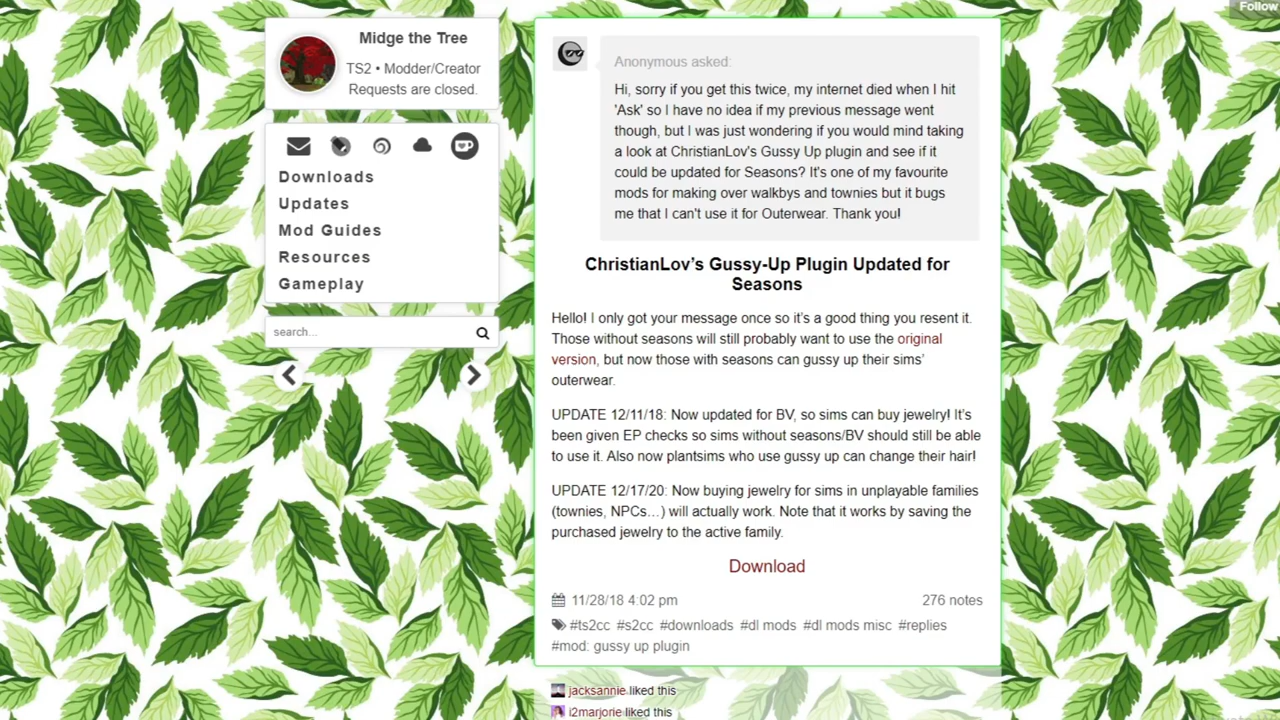 Follow
Midge the Tree
TS2 • Modder/Creator
Requests are closed.
Downloads
Updates
Mod Guides
Resources
Gameplay
search...
Anonymous asked:
Hi, sorry if you get this twice, my internet died when I hit
'Ask' so I have no idea if my previous message went
though, but I was just wondering if you would mind taking
a look at ChristianLov's Gussy Up plugin and see if it
could be updated for Seasons? It's one of my favourite
mods for making over walkbys and townies but it bugs
me that I can't use it for Outerwear. Thank you!
ChristianLov’s Gussy-Up Plugin Updated for
Seasons
Hello! I only got your message once so it’s a good thing you resent it.
Those without seasons will still probably want to use the original
version, but now those with seasons can gussy up their sims’
outerwear.
UPDATE 12/11/18: Now updated for BV, so sims can buy jewelry! It’s
been given EP checks so sims without seasons/BV should still be able
to use it. Also now plantsims who use gussy up can change their hair!
UPDATE 12/17/20: Now buying jewelry for sims in unplayable families
(townies, NPCs…) will actually work. Note that it works by saving the
purchased jewelry to the active family.
Download
11/28/18 4:02 pm 276 notes
#ts2cc #s2cc #downloads #dl mods #dl mods misc #replies
#mod: gussy up plugin
jacksannie liked this
i2marjorie liked this